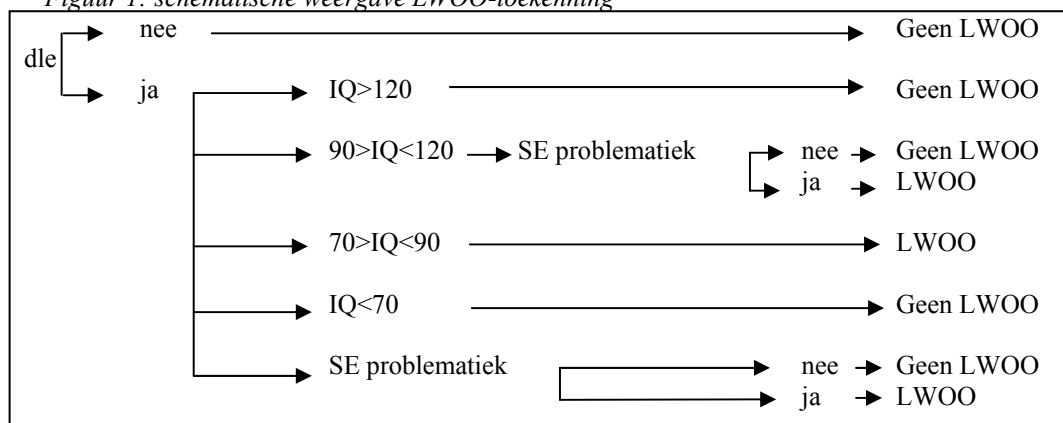 Figuur 1: schematische weergave LWOO-toekenning
nee Geen LWOO
dle
ja IQ>120 Geen LWOO
90>IQ<120 SE problematiek nee Geen LWOO
ja LWOO
70>IQ<90 LWOO
IQ<70 Geen LWOO
SE problematiek nee Geen LWOO
ja LWOO